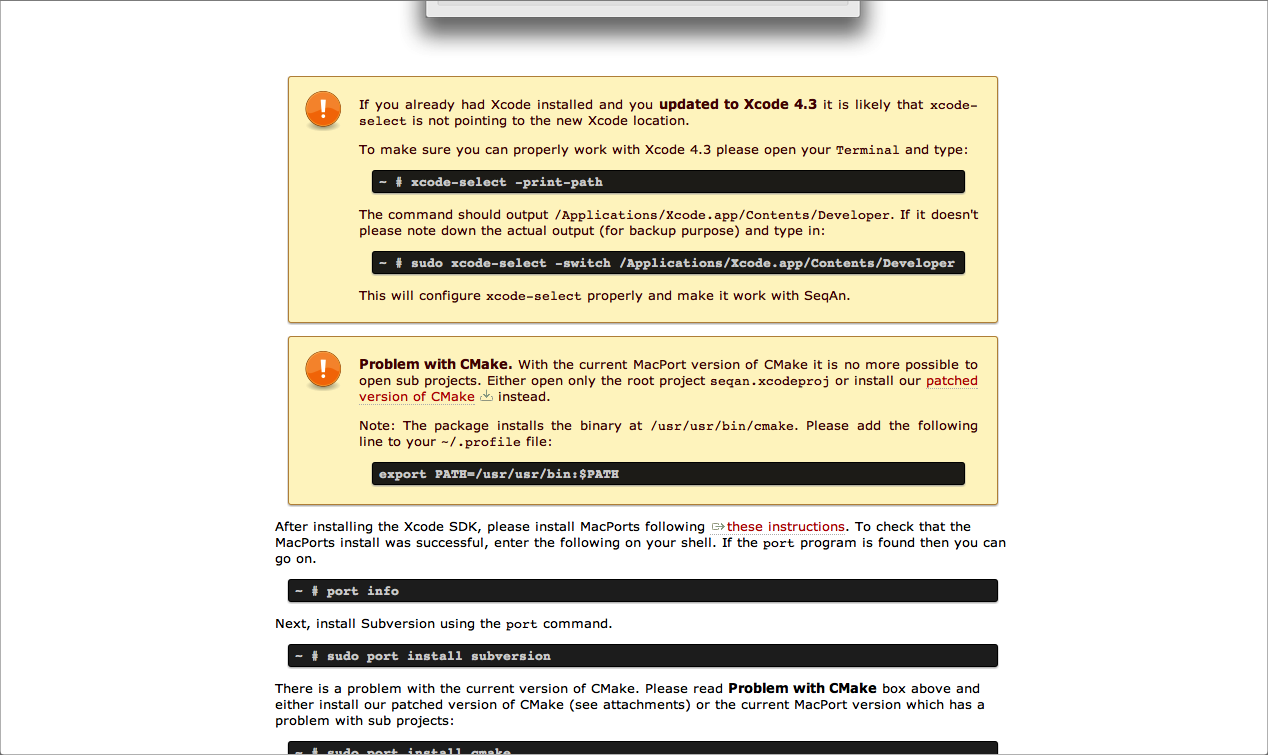 If you already had Xcode installed and you updated to Xcode 4.3 it is likely that xcode-
select is not pointing to the new Xcode location.
To make sure you can properly work with Xcode 4.3 please open your Terminal and type:
~ # xcode-select -print-path
The command should output /Applications/Xcode.app/Contents/Developer. If it doesn't
please note down the actual output (for backup purpose) and type in:
~ # sudo xcode-select -switch /Applications/Xcode.app/Contents/Developer
This will configure xcode-select properly and make it work with SeqAn.
Problem with CMake. With the current MacPort version of CMake it is no more possible to
open sub projects. Either open only the root project seqan.xcodeproj or install our patched
version of CMake instead.
Note: The package installs the binary at /usr/usr/bin/cmake. Please add the following
line to your ~/.profile file:
export PATH=/usr/usr/bin:$PATH
After installing the Xcode SDK, please install MacPorts following these instructions. To check that the
MacPorts install was successful, enter the following on your shell. If the port program is found then you can
go on.
~ # port info
Next, install Subversion using the port command.
~ # sudo port install subversion
There is a problem with the current version of CMake. Please read Problem with CMake box above and
either install our patched version of CMake (see attachments) or the current MacPort version which has a
problem with sub projects:
~ # sudo port install cmake